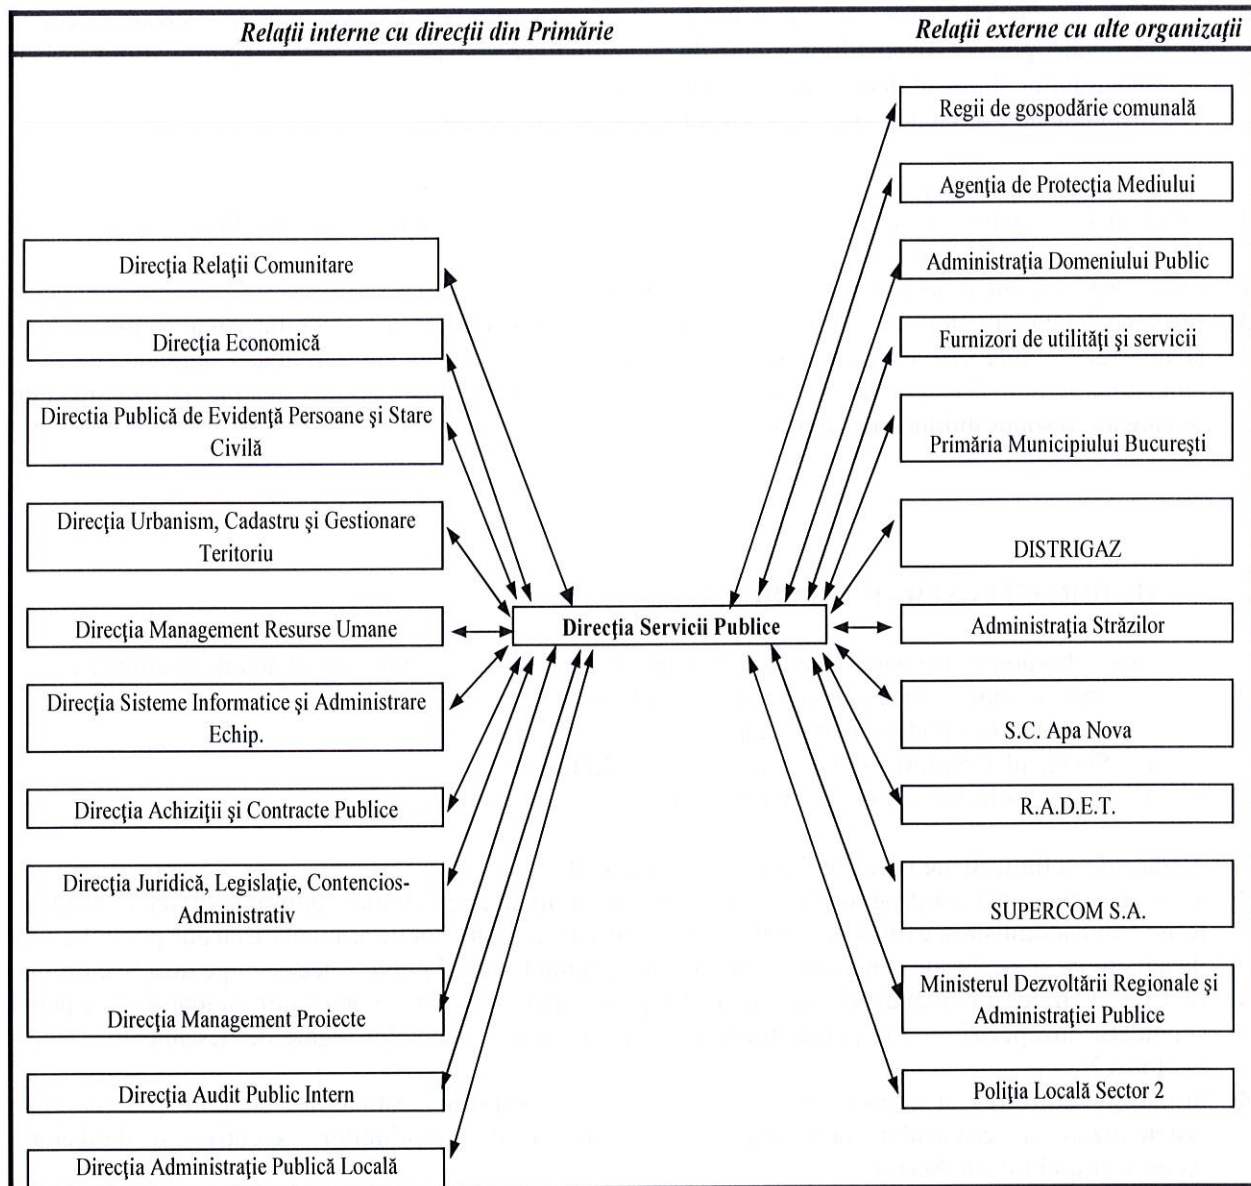 Relaţii interne cu direcţii din Primărie
Relaţii externe cu alte organizaţii
Direcţia Relaţii Comunitare
Direcţia Economică
Directia Publică de Evidenţă Persoane şi Stare
Civilă
Direcţia Urbanism, Cadastru şi Gestionare
Teritoriu
Direcţia Management Resurse Umane
Direcţia Sisteme Informatice şi Administrare
Echip.
Direcţia Achiziţii şi Contracte Publice
Direcţia Juridică, Legislaţie, Contencios-
Administrativ
Direcţia Management Proiecte
Direcţia Audit Public Intern
Direcţia Administraţie Publică Locală
Direcţia Servicii Publice
Regii de gospodărie comunală
Agenţia de Protecţia Mediului
Administraţia Domeniului Public
Furnizori de utilităţi şi servicii
Primăria Municipiului Bucureşti
DISTRIGAZ
Administraţia Străzilor
S.C. Apa Nova
R.A.D.E.T.
SUPERCOM S.A.
Ministerul Dezvoltării Regionale şi
Administraţiei Publice
Poliţia Locală Sector 2